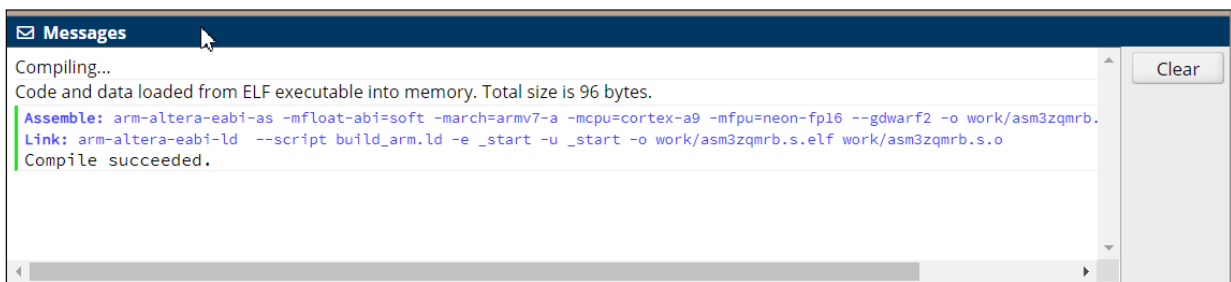 Messages
Compiling...
Clear
Code and data loaded from ELF executable into memory. Total size is 96 bytes.
Assemble: arm-altera-eabi-as -mfloat-abi=soft -march=armv7-a -mcpu=cortex-a9 -mfpu=neon-fp16 --gdwarf2 -o work/asm3zqmrb.
Link: arm-altera-eabi-ld --script build_arm.ld -e _start -u _start -o work/asm3zqmrb.s.elf work/asm3zqmrb.s.o
Compile succeeded.